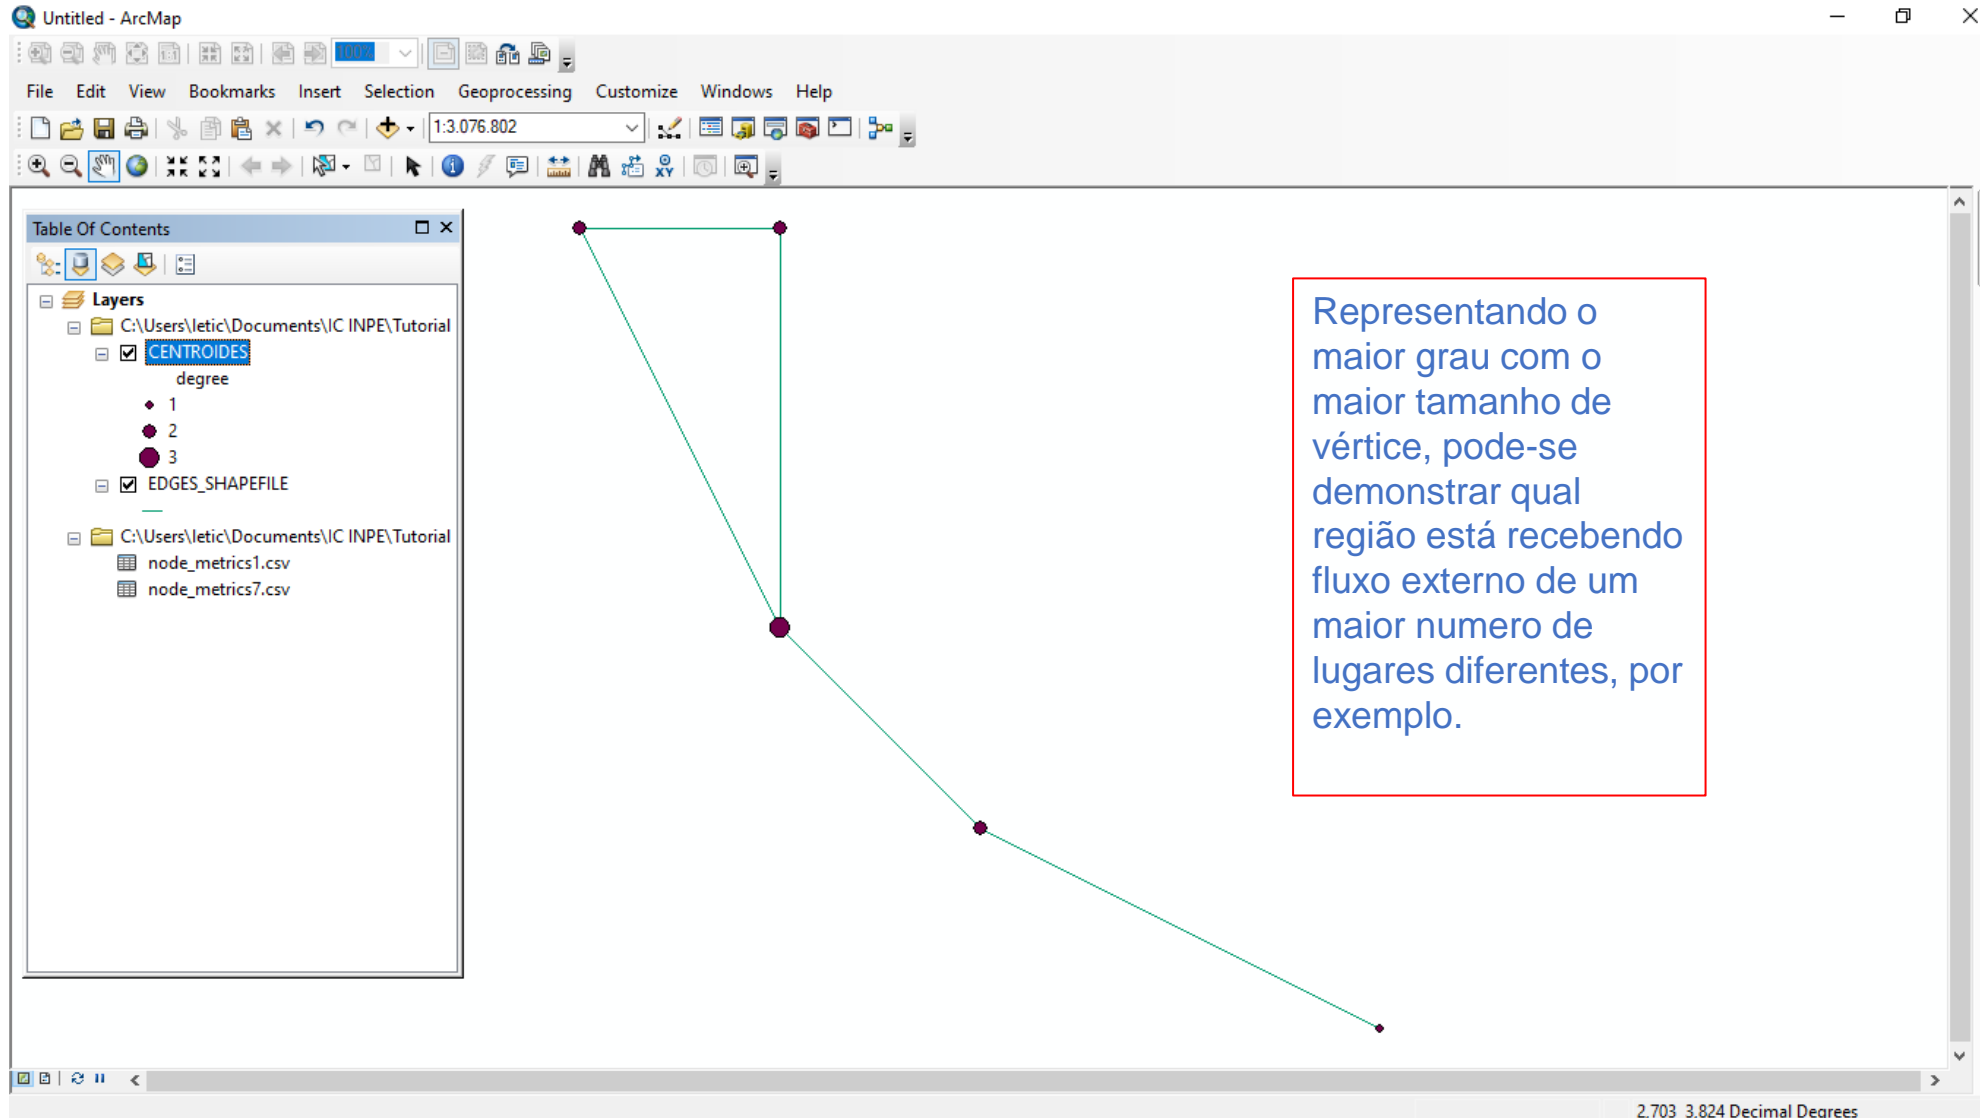 Untitled - ArcMap
100%
File Edit View Bookmarks Insert Selection Geoprocessing Customize Windows Help
1:3.076.802
Table Of Contents
Layers
C:\Users\letic\Documents\IC INPE\Tutorial
CENTROIDES
degree
1
2
3
EDGES_SHAPEFILE
C:\Users\letic\Documents\IC INPE\Tutorial
node_metrics1.csv
node_metrics7.csv
Representando o
maior grau com o
maior tamanho de
vértice, pode-se
demonstrar qual
região está recebendo
fluxo externo de um
maior numero de
lugares diferentes, por
exemplo.
2,703 3,824 Decimal Degrees